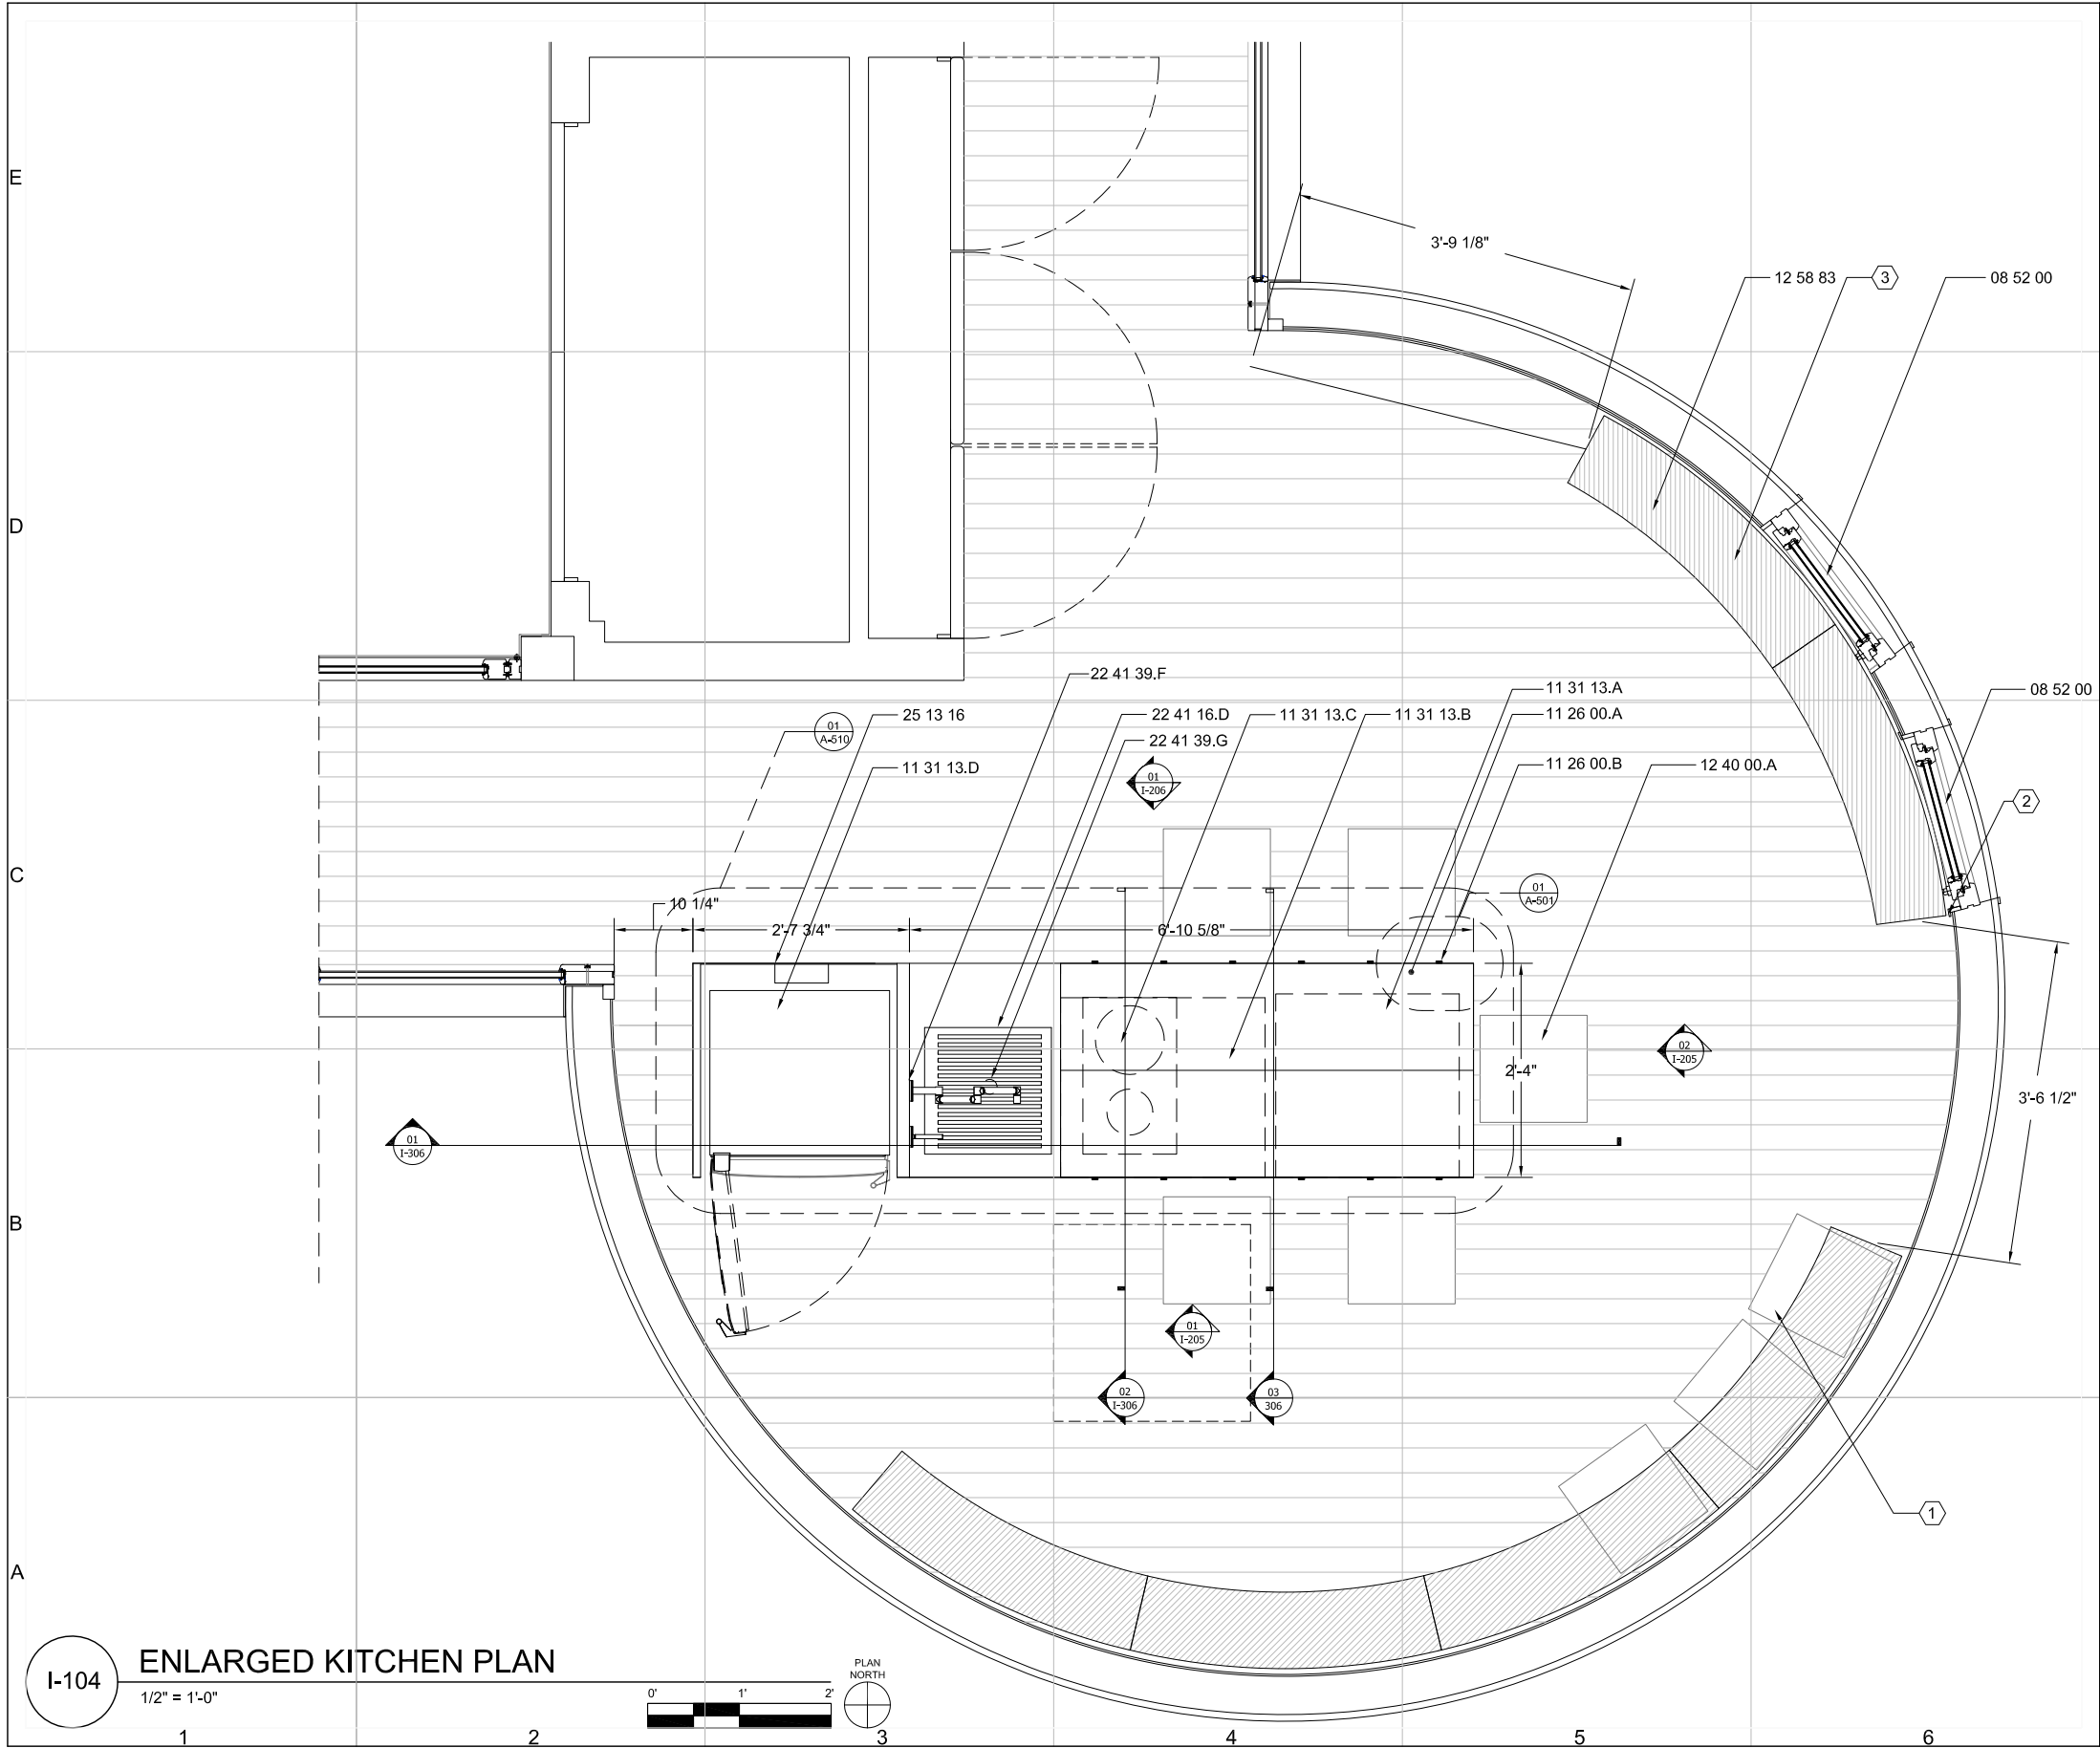 E
3'-9 1/8"
12 58 83
3
08 52 00
D
22 41 39.F
11 31 13.A
08 52 00
25 13 16
22 41 16.D
11 31 13.C
11 31 13.B
11 26 00.A
01
A-510
22 41 39.G
11 31 13.D
01
I-206
11 26 00.B
12 40 00.A
2
C
10 1/4"
01
A-501
2'-7 3/4"
6'-10 5/8"
02
I-205
2'-4"
3'-6 1/2"
01
I-306
B
01
I-205
02
I-306
03
306
1
A
I-104
ENLARGED KITCHEN PLAN
1/2" = 1'-0"
0'
1'
2'
PLAN
NORTH
1
2
3
4
5
6